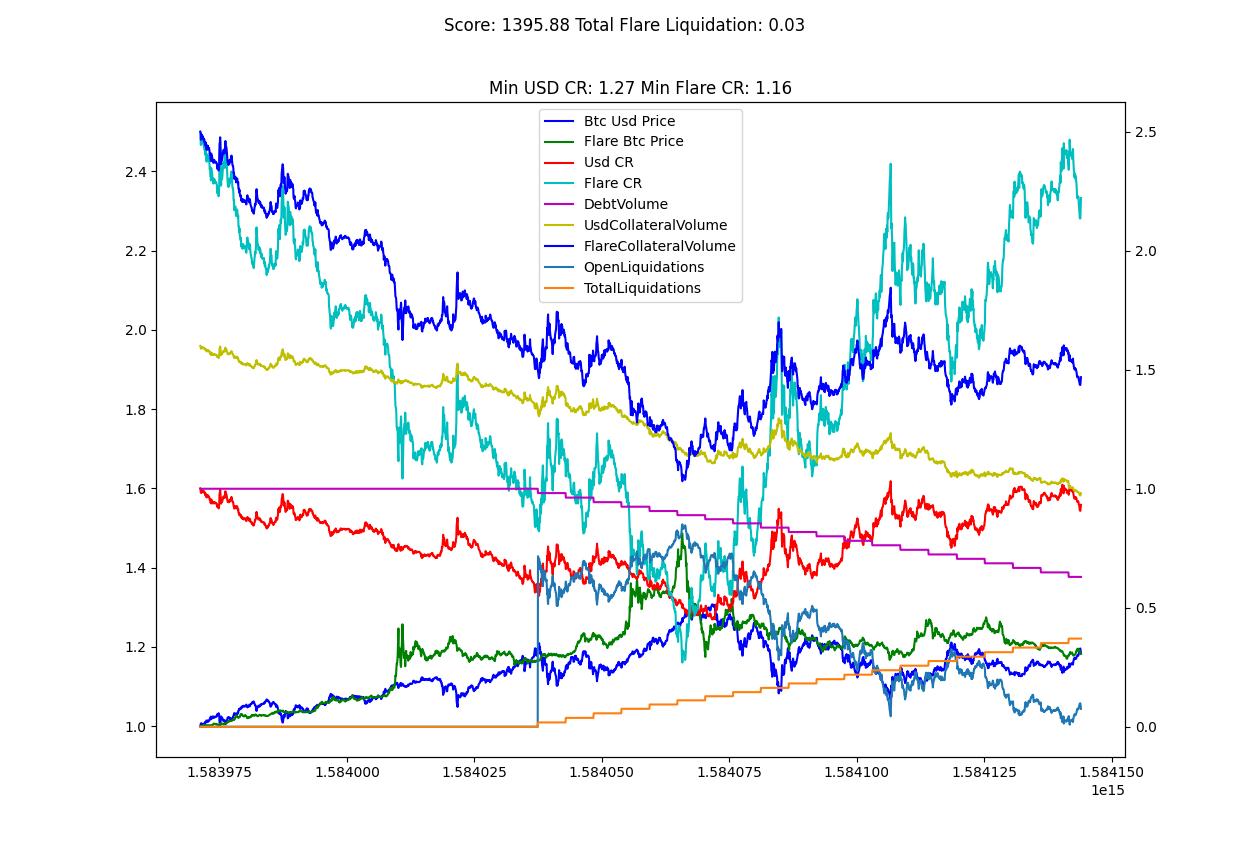 Score: 1395.88 Total Flare Liquidation: 0.03
Min USD CR: 1.27 Min Flare CR: 1.16
Btc Usd Price
Flare Btc Price
Usd CR
Flare CR
DebtVolume
UsdCollateralVolume
FlareCollateralVolume
OpenLiquidations
TotalLiquidations
2.4
2.2
2.0
1.8
1.6
1.4
1.2
1.0
2.5
2.0
1.5
1.0
0.5
0.0
1.583975 1.584000 1.584025 1.584050 1.584075 1.584100 1.584125 1.584150
1e15